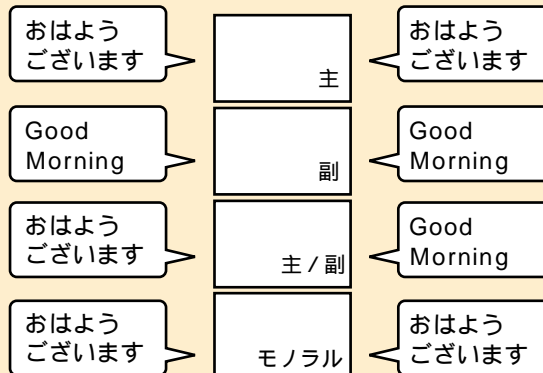 おはよう
ございます
主
おはよう
ございます
Good
Morning
副
Good
Morning
おはよう
ございます
主/副
Good
Morning
おはよう
ございます
モノラル
おはよう
ございます